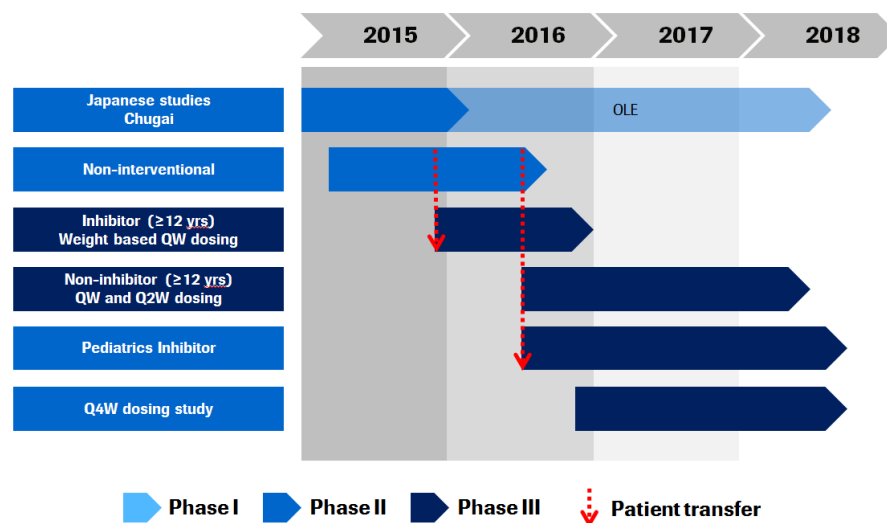 2015 2016 2017 2018
Japanese studies
Chugai
OLE
Non-interventional
Inhibitor (≥12 yrs)
Weight based QW dosing
Non-inhibitor (≥12 yrs)
QW and Q2W dosing
Pediatrics Inhibitor
Q4W dosing study
Phase I Phase II Phase III Patient transfer